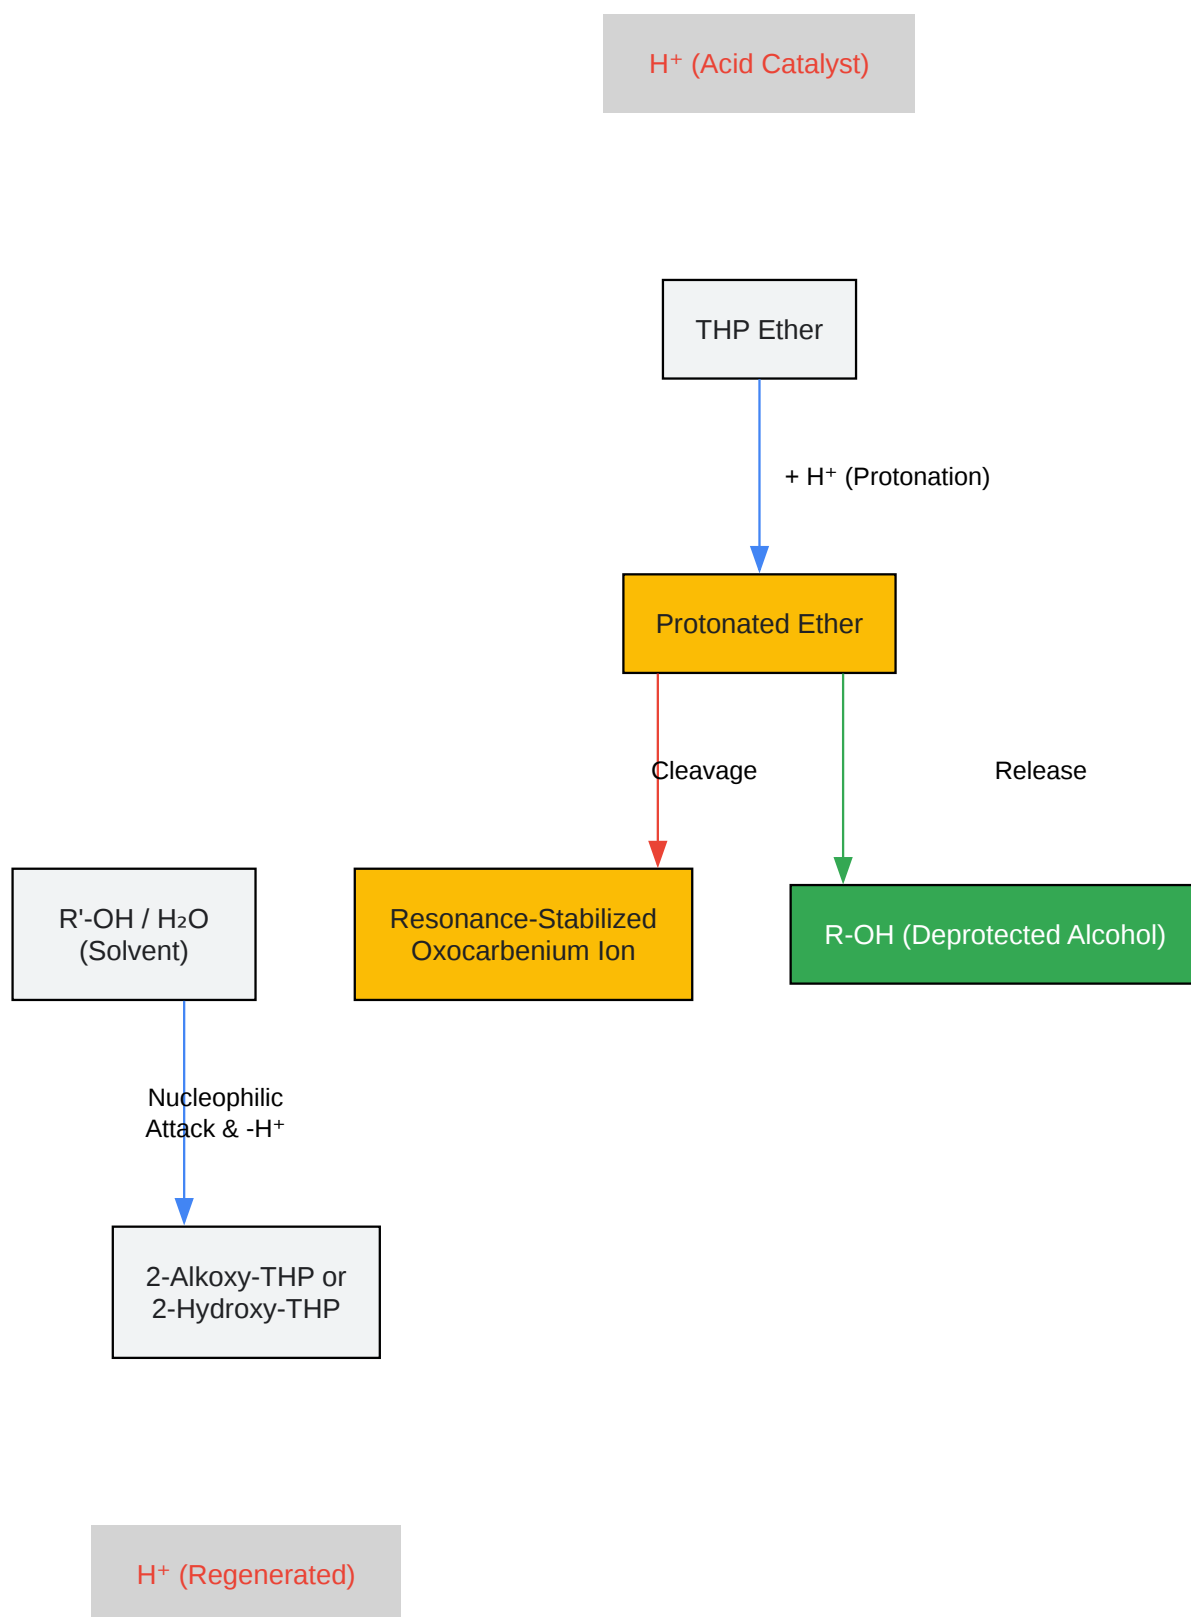 H⁺ (Acid Catalyst)
THP Ether
+ H⁺ (Protonation)
Protonated Ether
Cleavage
Release
R'-OH / H₂O
(Solvent)
Resonance-Stabilized
Oxocarbenium Ion
R-OH (Deprotected Alcohol)
Nucleophilic
Attack & -H⁺
2-Alkoxy-THP or
2-Hydroxy-THP
H⁺ (Regenerated)